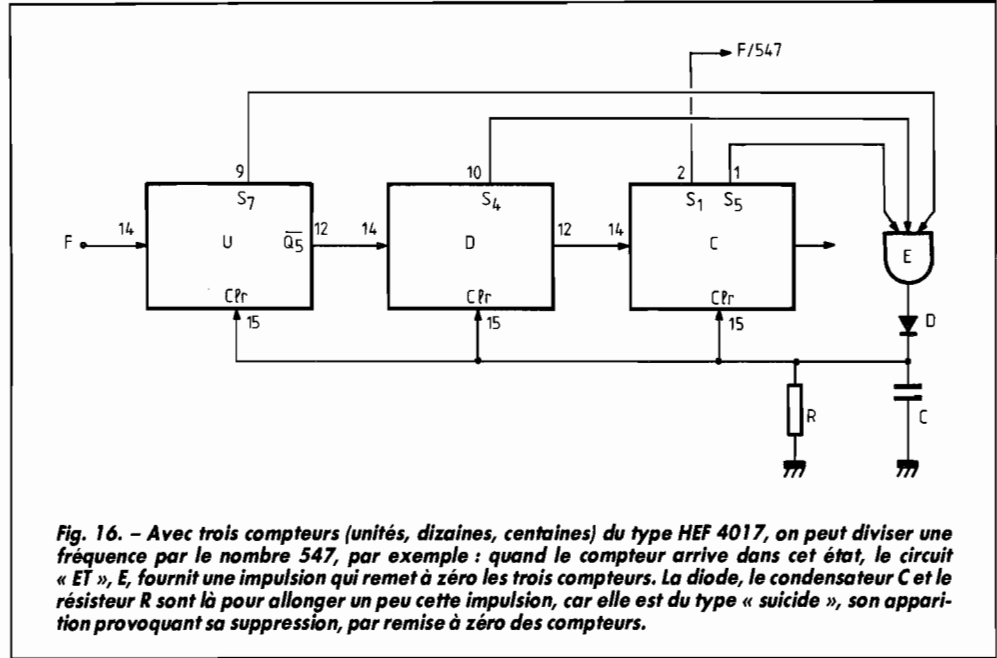 F/547
9
10
2
1
S7
S4
S1 S5
F
14
U
Q5
12
14
D
12
14
C
E
Clr
Clr
Clr
15
15
15
D
R
C
Fig. 16. – Avec trois compteurs (unités, dizaines, centaines) du type HEF 4017, on peut diviser une
fréquence par le nombre 547, par exemple : quand le compteur arrive dans cet état, le circuit
« ET », E, fournit une impulsion qui remet à zéro les trois compteurs. La diode, le condensateur C et le
résisteur R sont là pour allonger un peu cette impulsion, car elle est du type « suicide », son appari-
tion provoquant sa suppression, par remise à zéro des compteurs.